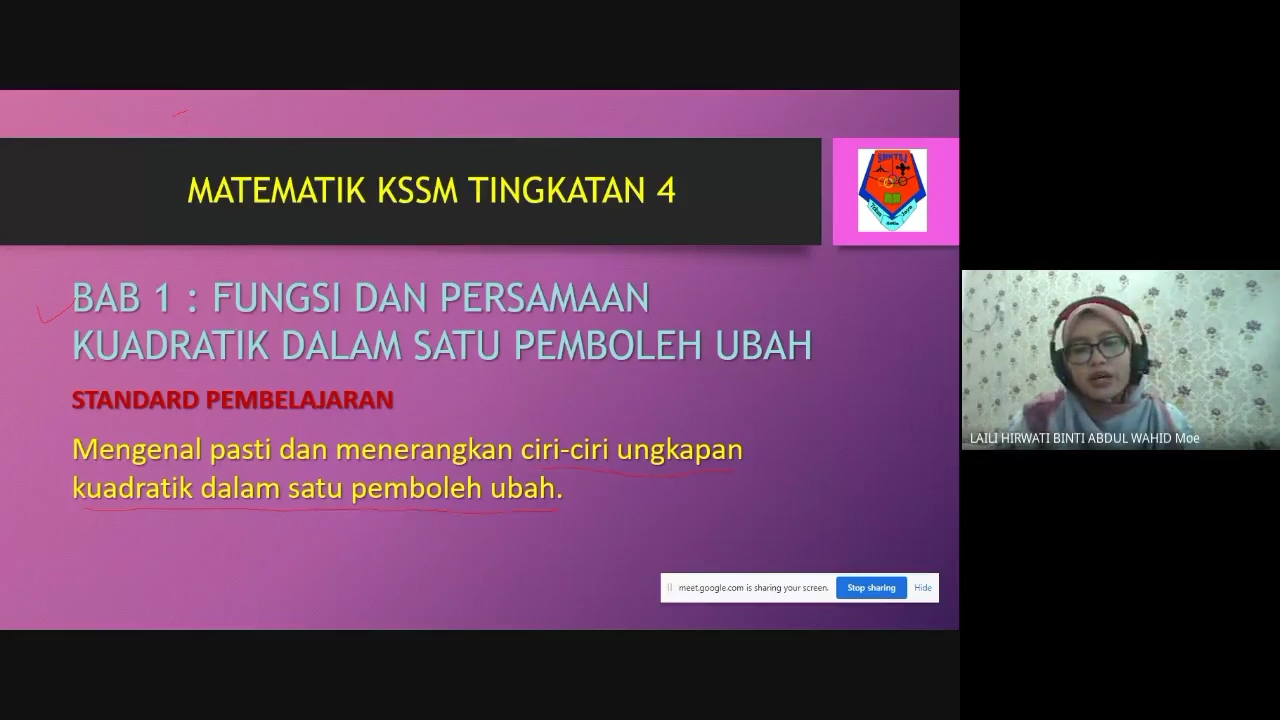 MATEMATIK KSSM TINGKATAN 4
BAB 1 : FUNGSI DAN PERSAMAAN
KUADRATIK DALAM SATU PEMBOLEH UBAH
STANDARD PEMBELAJARAN
Mengenal pasti dan menerangkan ciri-ciri ungkapan
kuadratik dalam satu pemboleh ubah.
meet.google.com is sharing your screen.
Stop sharing
Hide
LAILI HIRWATI BINTI ABDUL WAHID Moe